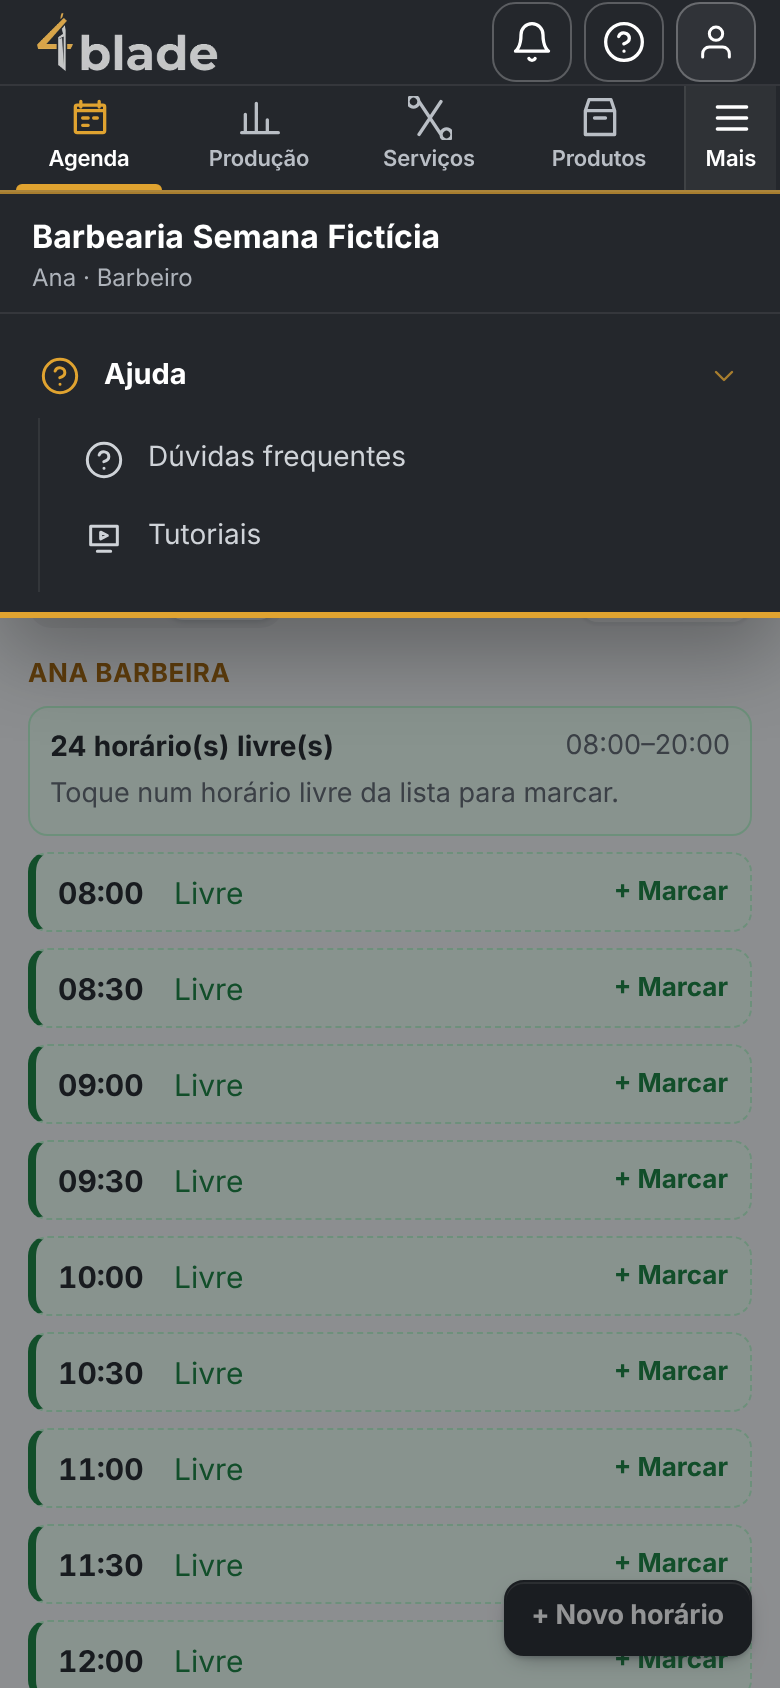 4blade
Agenda
Produção
Serviços
Produtos
Mais
Barbearia Semana Fictícia
Ana · Barbeiro
Ajuda
Dúvidas frequentes
Tutoriais
ANA BARBEIRA
24 horário(s) livre(s) 08:00–20:00
Toque num horário livre da lista para marcar.
08:00 Livre + Marcar
08:30 Livre + Marcar
09:00 Livre + Marcar
09:30 Livre + Marcar
10:00 Livre + Marcar
10:30 Livre + Marcar
11:00 Livre + Marcar
11:30 Livre + Marcar
+ Novo horário
12:00 Livre + Marcar